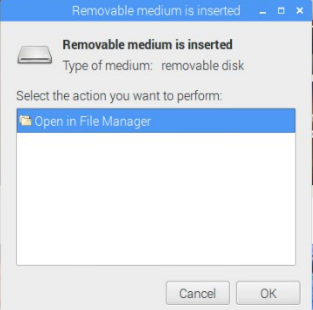 Removable medium is inserted
Removable medium is inserted
Type of medium: removable disk
Select the action you want to perform:
Open in File Manager
Cancel OK